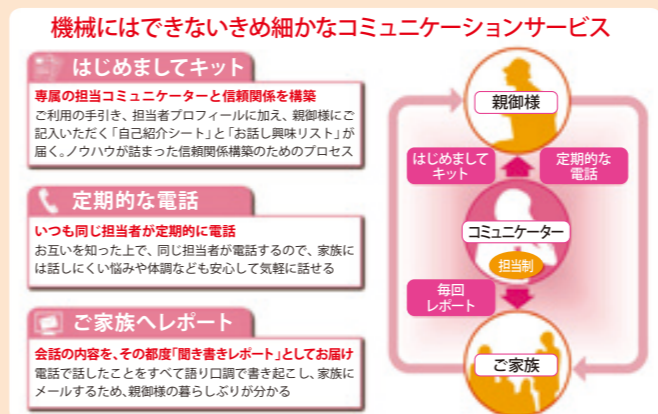 機械にはできないきめ細かなコミュニケーションサービス
はじめましてキット
専属の担当コミュニケーターと信頼関係を構築
ご利用の手引き、担当者プロフィールに加え、親御様にご
記入いただく「自己紹介シート」と「お話し興味リスト」が
届く。ノウハウが詰まった信頼関係構築のためのプロセス
定期的な電話
いつも同じ担当者が定期的に電話
お互いを知った上で、同じ担当者が電話するので、家族に
は話しにくい悩みや体調なども安心して気軽に話せる
ご家族へレポート
会話の内容を、その都度「聞き書きレポート」としてお届け
電話で話したことをすべて語り口調で書き起こし、家族に
メールするため、親御様の暮らしぶりが分かる
親御様
はじめまして
キット
定期的な
電話
コミュニケーター
担当制
毎回
レポート
ご家族